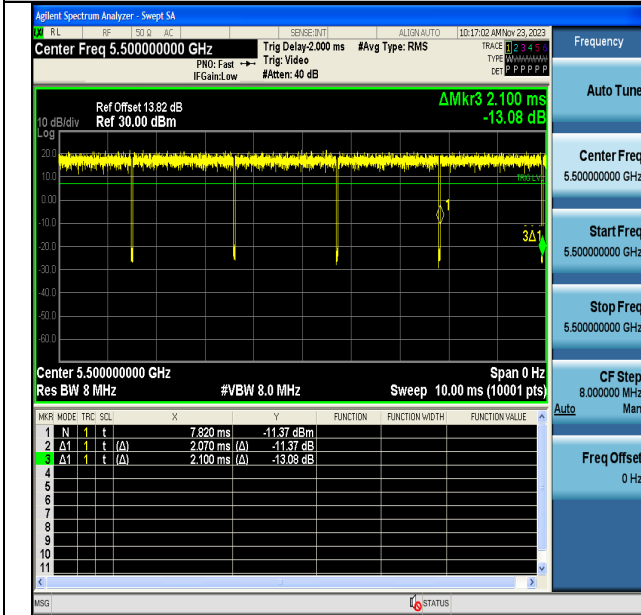 Agilent Spectrum Analyzer - Swept SA
RL RF 50 Ω AC SENSE:INT ALIGN AUTO 10:17:02 AM Nov 23, 2023
Center Freq 5.500000000 GHz
Trig Delay-2.000 ms #Avg Type: RMS
TRACE 1 2 3 4 5 6
PNO: Fast Trig: Video
TYPE
IFGain:Low #Atten: 40 dB
DET P P P P P P
Frequency
ΔMkr3 2.100 ms
Ref Offset 13.82 dB
10 dB/div Ref 30.00 dBm -13.08 dB
Log
20.0
10.0
0.00
-10.0
-20.0
-30.0
-40.0
-50.0
-60.0
1
3Δ1
Center 5.500000000 GHz Span 0 Hz
Res BW 8 MHz #VBW 8.0 MHz Sweep 10.00 ms (10001 pts)
MKR MODE TRC SCL X Y FUNCTION FUNCTION WIDTH FUNCTION VALUE
1 N 1 t 7.820 ms -11.37 dBm
2 Δ1 1 t (Δ) 2.070 ms (Δ) -11.37 dB
3 Δ1 1 t (Δ) 2.100 ms (Δ) -13.08 dB
4
5
6
7
8
9
10
11
MSG STATUS
Auto Tune
Center Freq
5.500000000 GHz
Start Freq
5.500000000 GHz
Stop Freq
5.500000000 GHz
CF Step
8.000000 MHz
Auto Man
Freq Offset
0 Hz